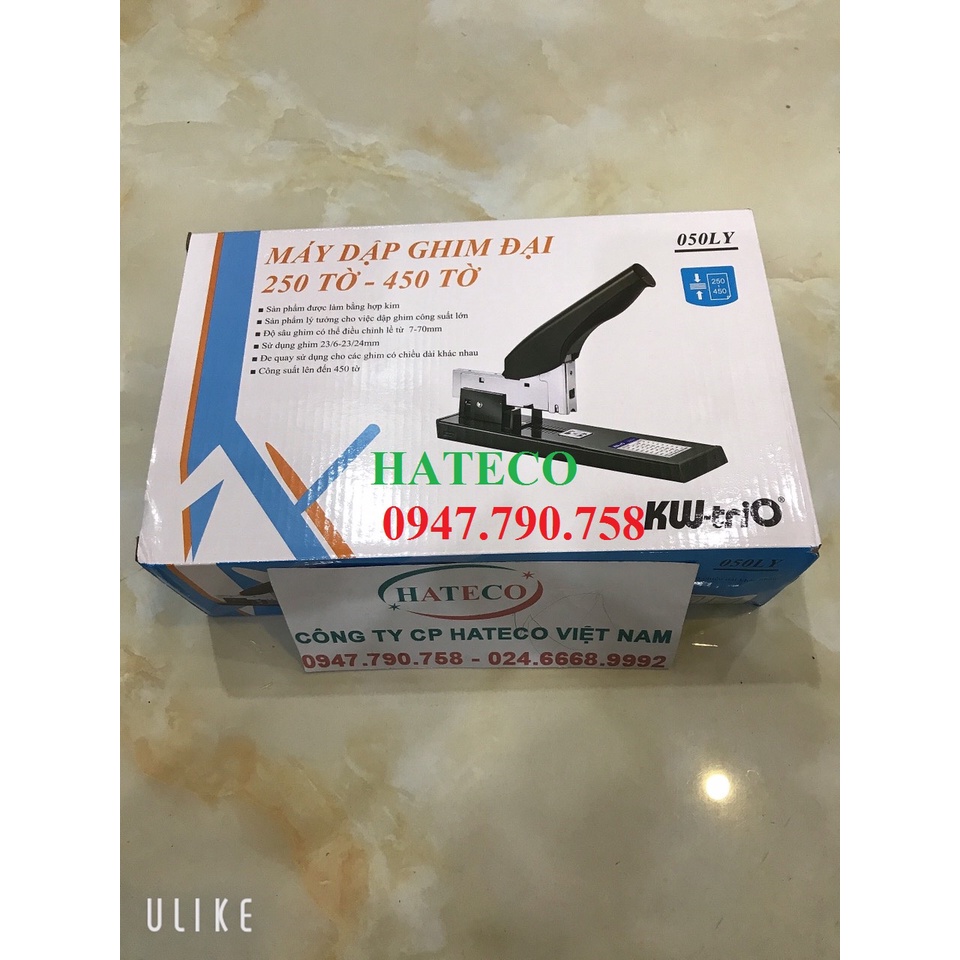 MÁY DẬP GHIM ĐẠI
250 TỜ - 450 TỜ
050LY
250
450
■ Sản phẩm được làm bằng hợp kim
■ Sản phẩm lý tưởng cho việc dập ghim công suất lớn
■ Độ sâu ghim có thể điều chỉnh lề từ 7-70mm
■ Sử dụng ghim 23/6-23/24mm
■ Đe quay sử dụng cho các ghim có chiều dài khác nhau
■ Công suất lên đến 450 tờ
HATECO
0947.790.758
KW-triO®
050LY
HATECO
CÔNG TY CP HATECO VIỆT NAM
0947.790.758 - 024.6668.9992
ULIKE